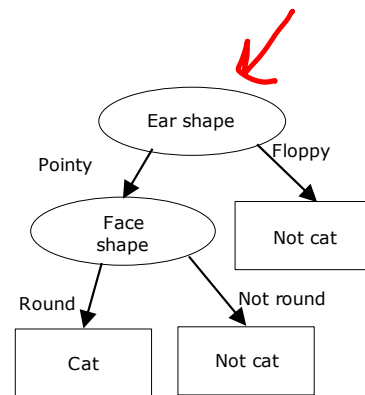 Ear shape
Pointy
Floppy
Face
shape
Not cat
Round
Not round
Cat
Not cat